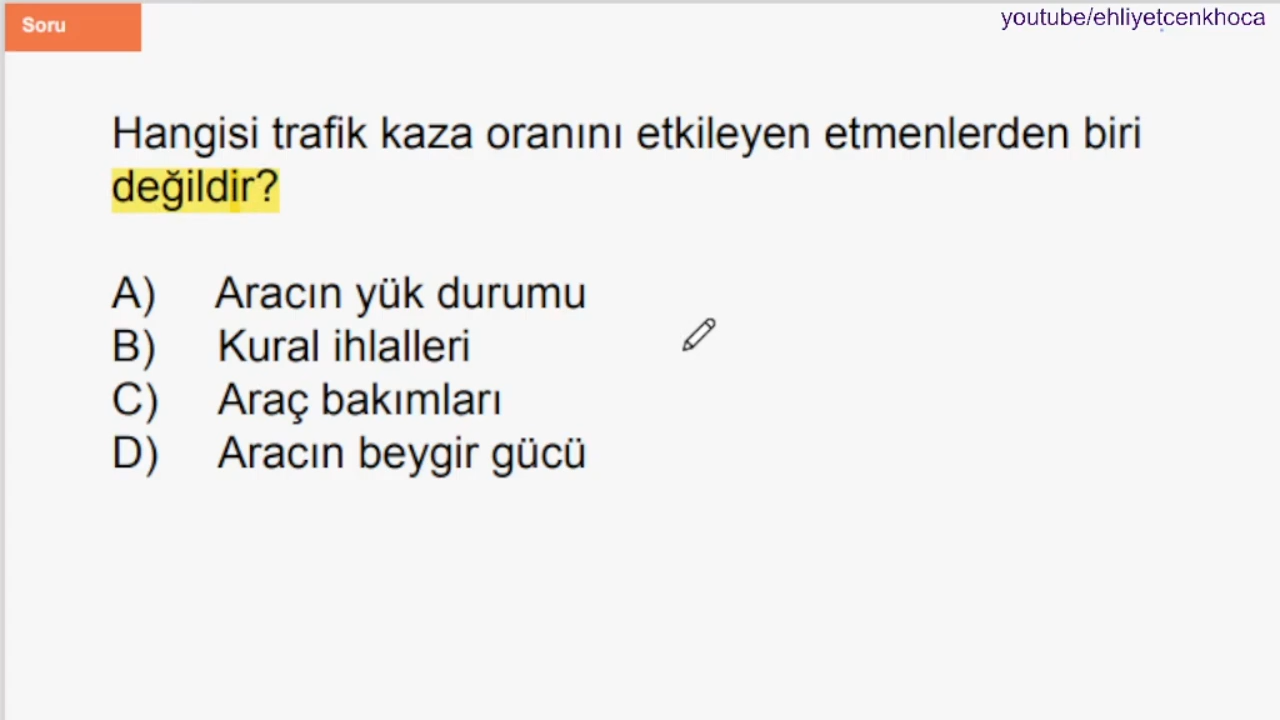 Soru
youtube/ehliyetcenkhoca
Hangisi trafik kaza oranını etkileyen etmenlerden biri
değildir?
A) Aracın yük durumu
B) Kural ihlalleri
C) Araç bakımları
D) Aracın beygir gücü